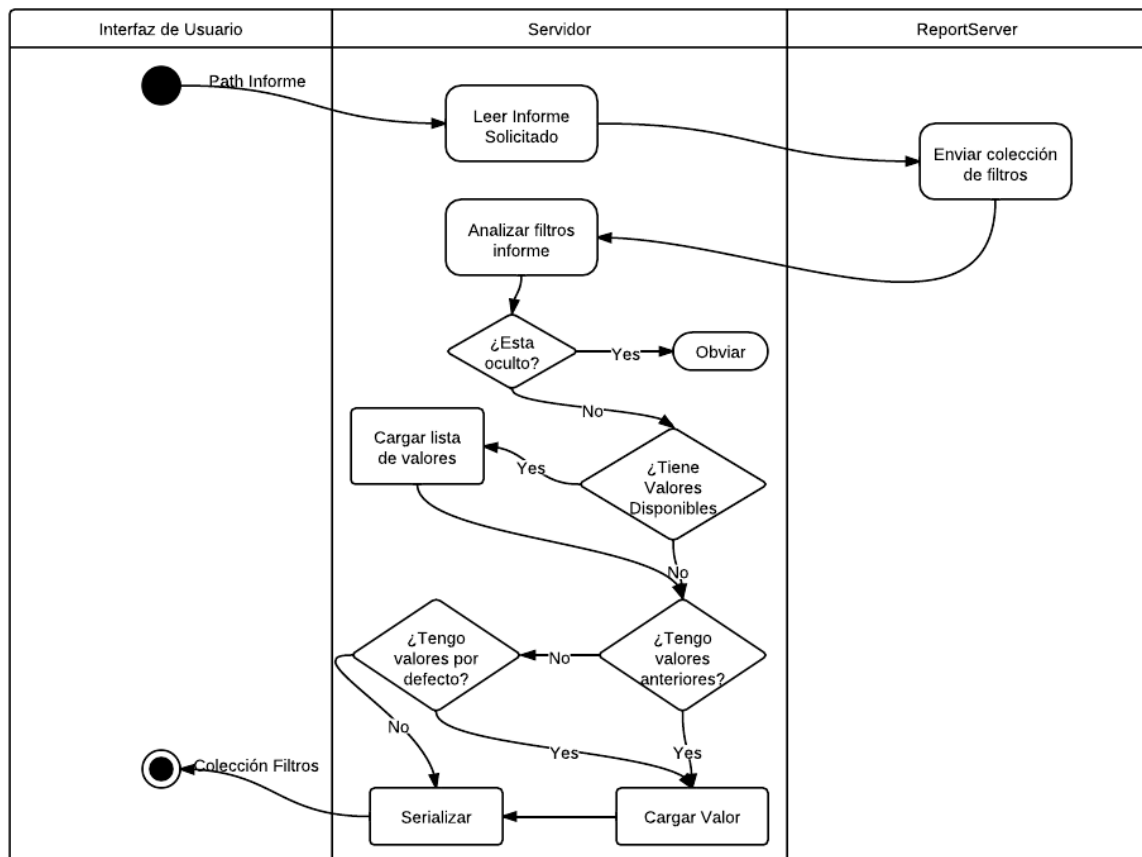 Interfaz de Usuario
Servidor
ReportServer
Path Informe
Leer Informe
Solicitado
Enviar colección
de filtros
Analizar filtros
informe
¿Esta
oculto?
Yes
Obviar
No
Cargar lista
de valores
Yes
¿Tiene
Valores
Disponibles
No
¿Tengo
valores por
defecto?
No
¿Tengo
valores
anteriores?
No
Yes
Yes
Colección Filtros
Serializar
Cargar Valor